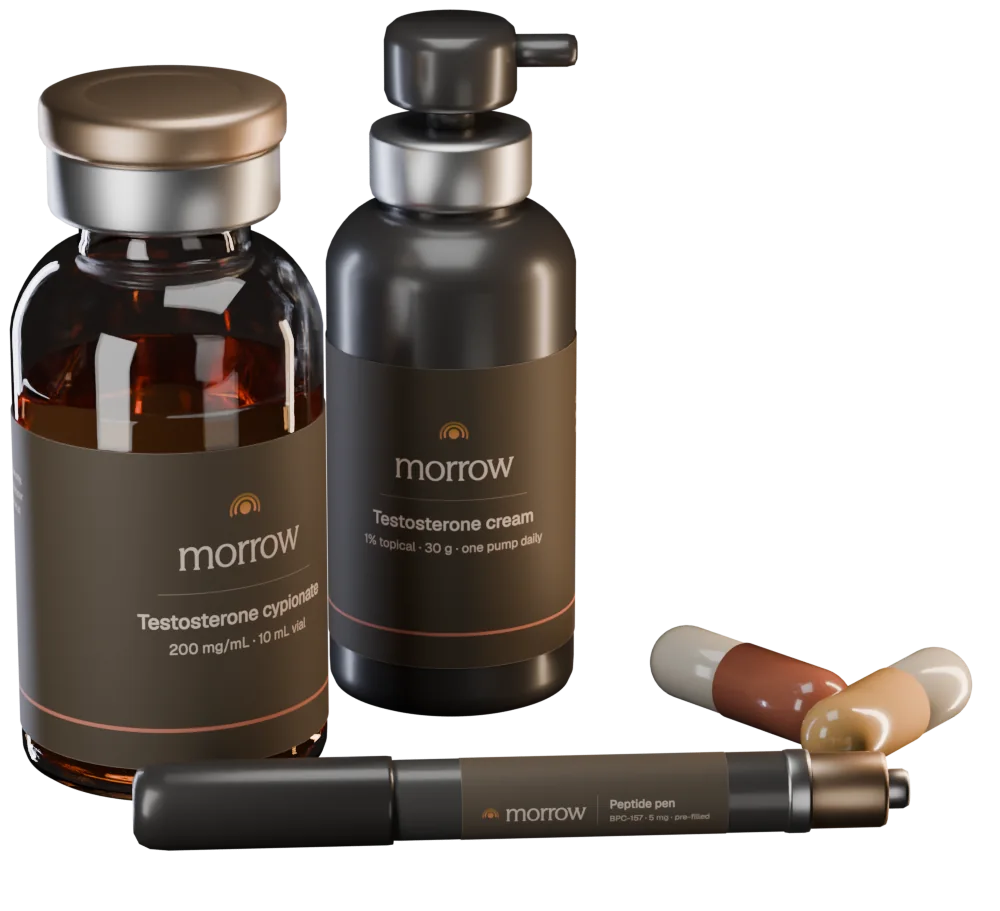 morrow
Testosterone cypionate
200 mg/mL · 10 mL vial
morrow
Testosterone cream
1% topical · 30 g · one pump daily
morrow
Peptide pen
BPC-157 · 5 mg · pre-filled